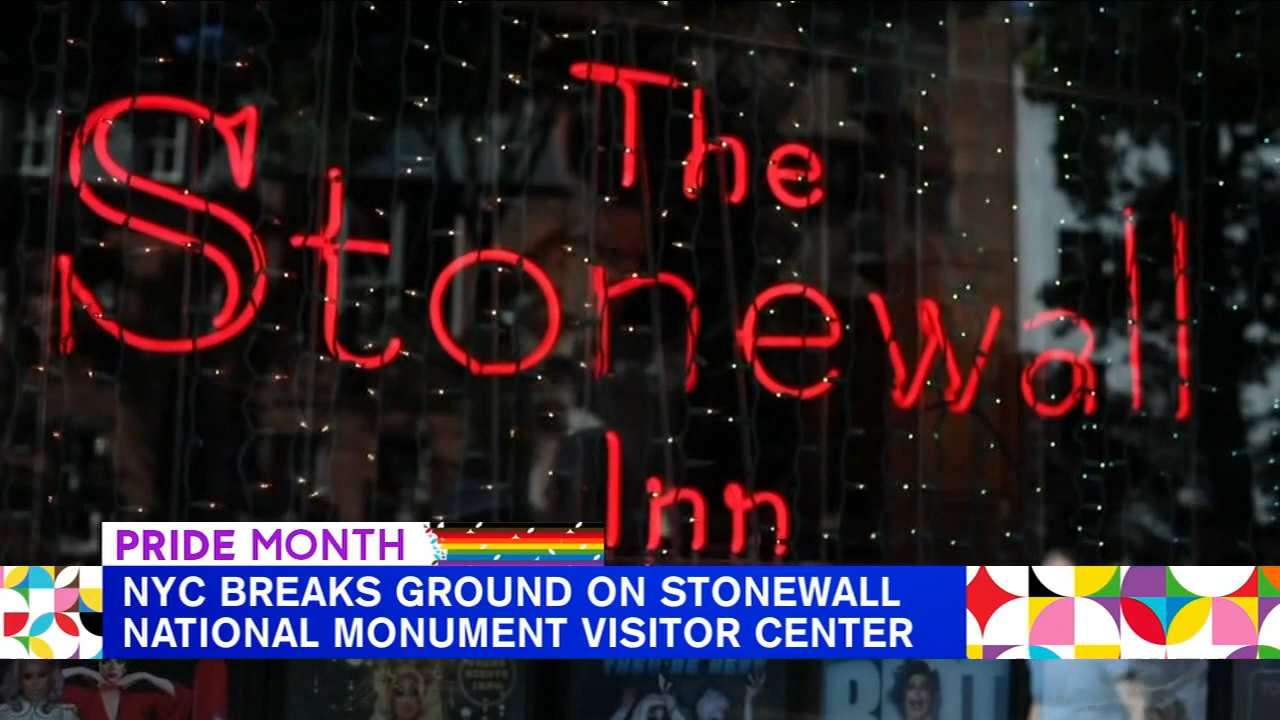 The
Stonewall
Inn
PRIDE MONTH
NYC BREAKS GROUND ON STONEWALL
NATIONAL MONUMENT VISITOR CENTER